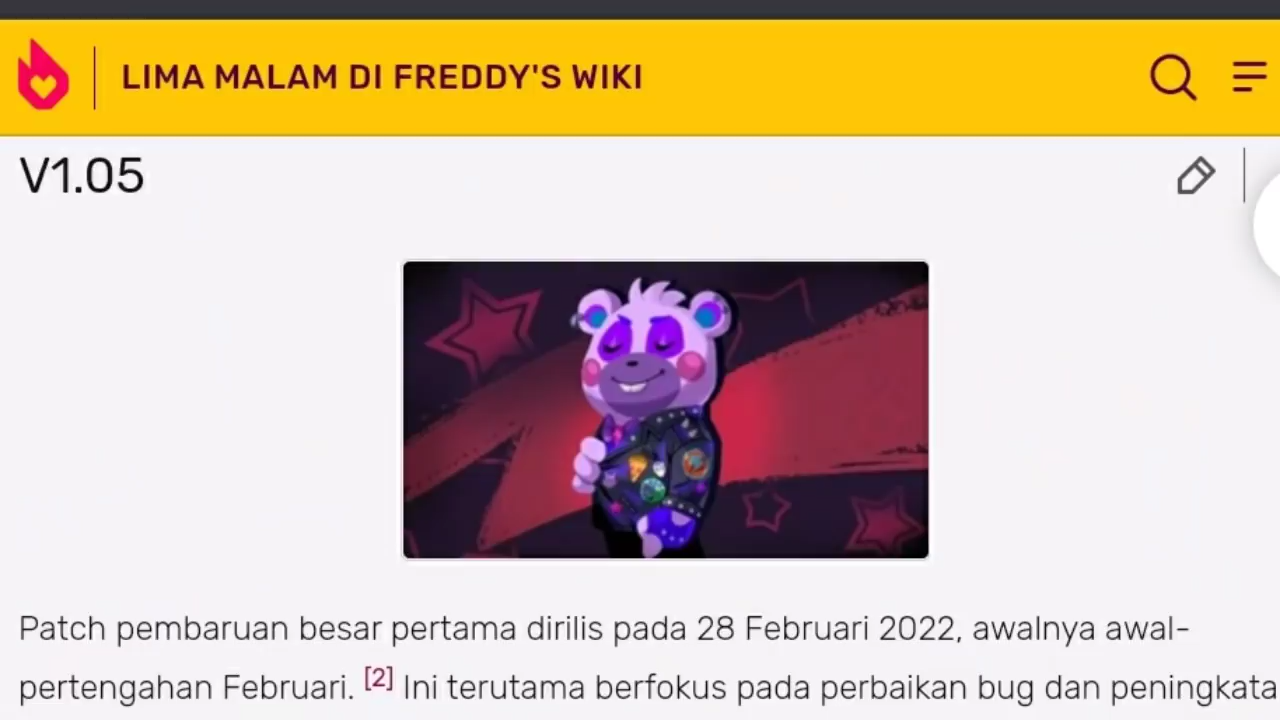 LIMA MALAM DI FREDDY'S WIKI
V1.05
Patch pembaruan besar pertama dirilis pada 28 Februari 2022, awalnya awal-
pertengahan Februari. [2] Ini terutama berfokus pada perbaikan bug dan peningkata